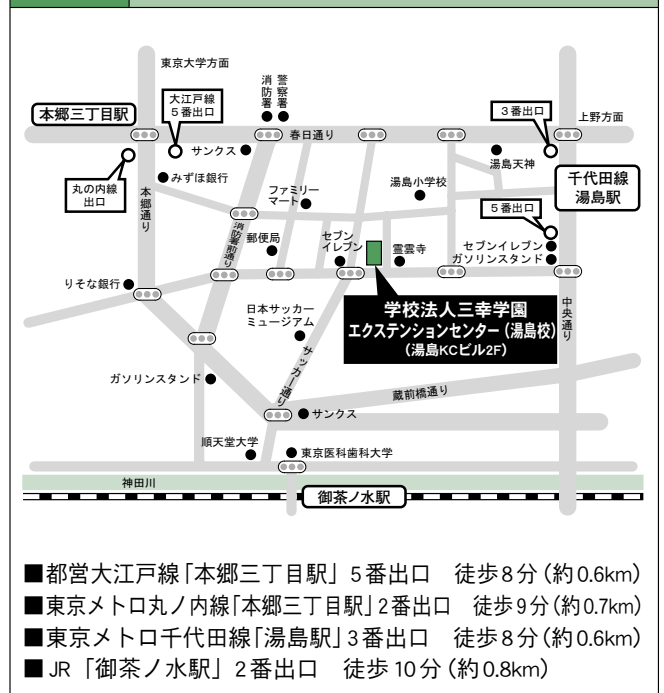 東京大学方面
消防署
警察署
本郷三丁目駅
大江戸線
5番出口
3番出口
上野方面
春日通り
サンクス
湯島天神
丸の内線
出口
みずほ銀行
本郷通り
ファミリー
マート
湯島小学校
千代田線
湯島駅
5番出口
消防署前通り
郵便局
セブン
イレブン
霊雲寺
セブンイレブン
ガソリンスタンド
りそな銀行
日本サッカー
ミュージアム
学校法人三幸学園
エクステンションセンター(湯島校)
(湯島KCビル2F)
中央通り
サッカー通り
ガソリンスタンド
蔵前橋通り
サンクス
順天堂大学
東京医科歯科大学
神田川
御茶ノ水駅
■都営大江戸線「本郷三丁目駅」5番出口 徒歩8分(約0.6km)
■東京メトロ丸ノ内線「本郷三丁目駅」2番出口 徒歩9分(約0.7km)
■東京メトロ千代田線「湯島駅」3番出口 徒歩8分(約0.6km)
■JR「御茶ノ水駅」2番出口 徒歩10分(約0.8km)